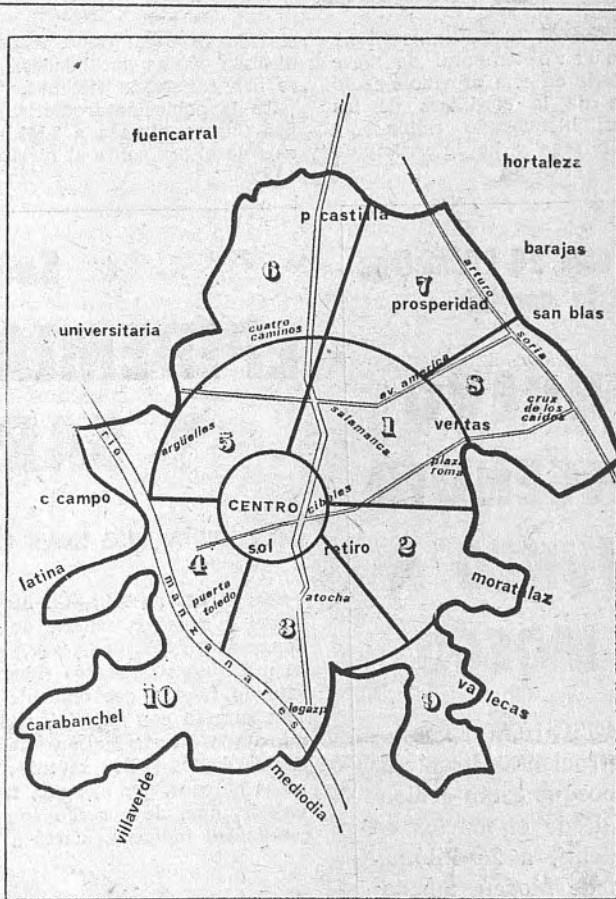 fuencarral
hortaleza
p castilla
barajas
6
7
arturo
prosperidad
san blas
universitaria
cuatro
caminos
soria
av. america
8
cruz
de los
caidos
salamanca
1
ventas
argüelles
5
plaza
roma
rio
c campo
CENTRO
cibeles
sol
retiro
2
latina
4
moratalaz
puerta
toledo
atocha
3
manzanares
10
9
vallecas
legazpi
carabanchel
mediodia
villaverde